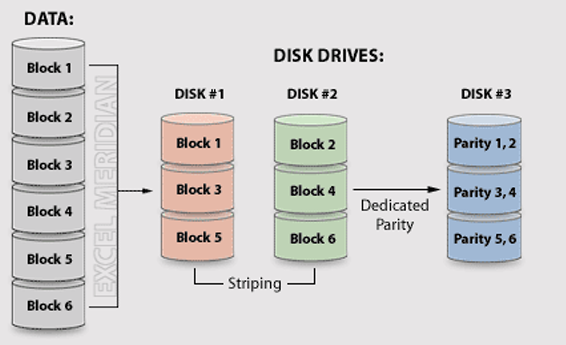 DATA:
Block 1
Block 2
Block 3
Block 4
Block 5
Block 6
EXCEL MERIDIAN
DISK DRIVES:
DISK #1
Block 1
Block 3
Block 5
DISK #2
Block 2
Block 4
Block 6
Striping
Dedicated
Parity
DISK #3
Parity 1, 2
Parity 3, 4
Parity 5, 6